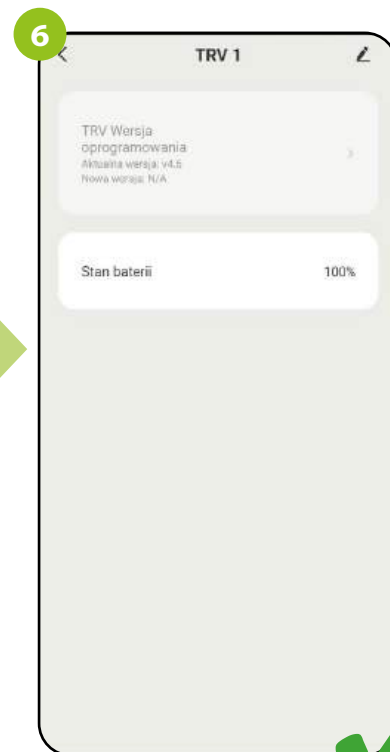 6
TRV 1
TRV Wersja
oprogramowania
Aktualna wersja: v4.6
Nowa wersja: N/A
Stan baterii 100%